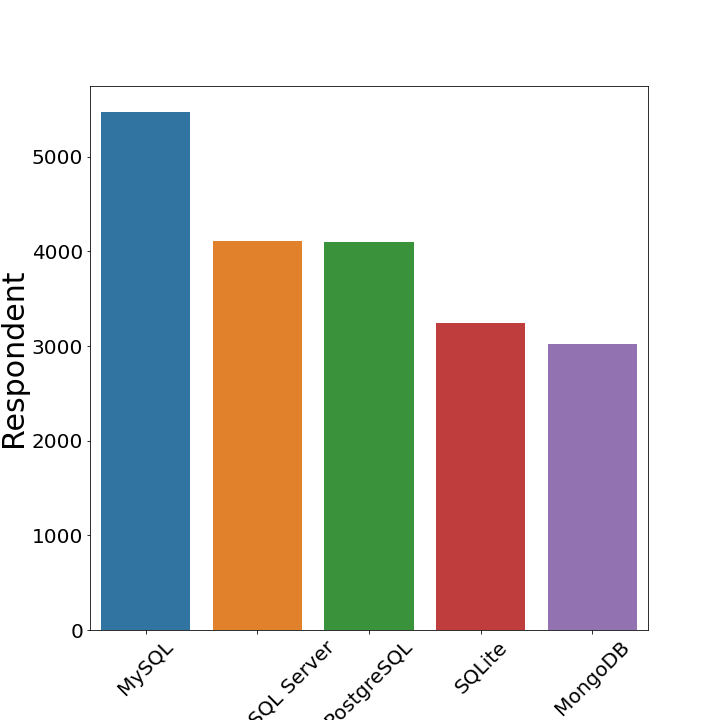 5000
4000
3000
2000
1000
0
Respondent
MySQL
SQL Server
PostgreSQL
SQLite
MongoDB